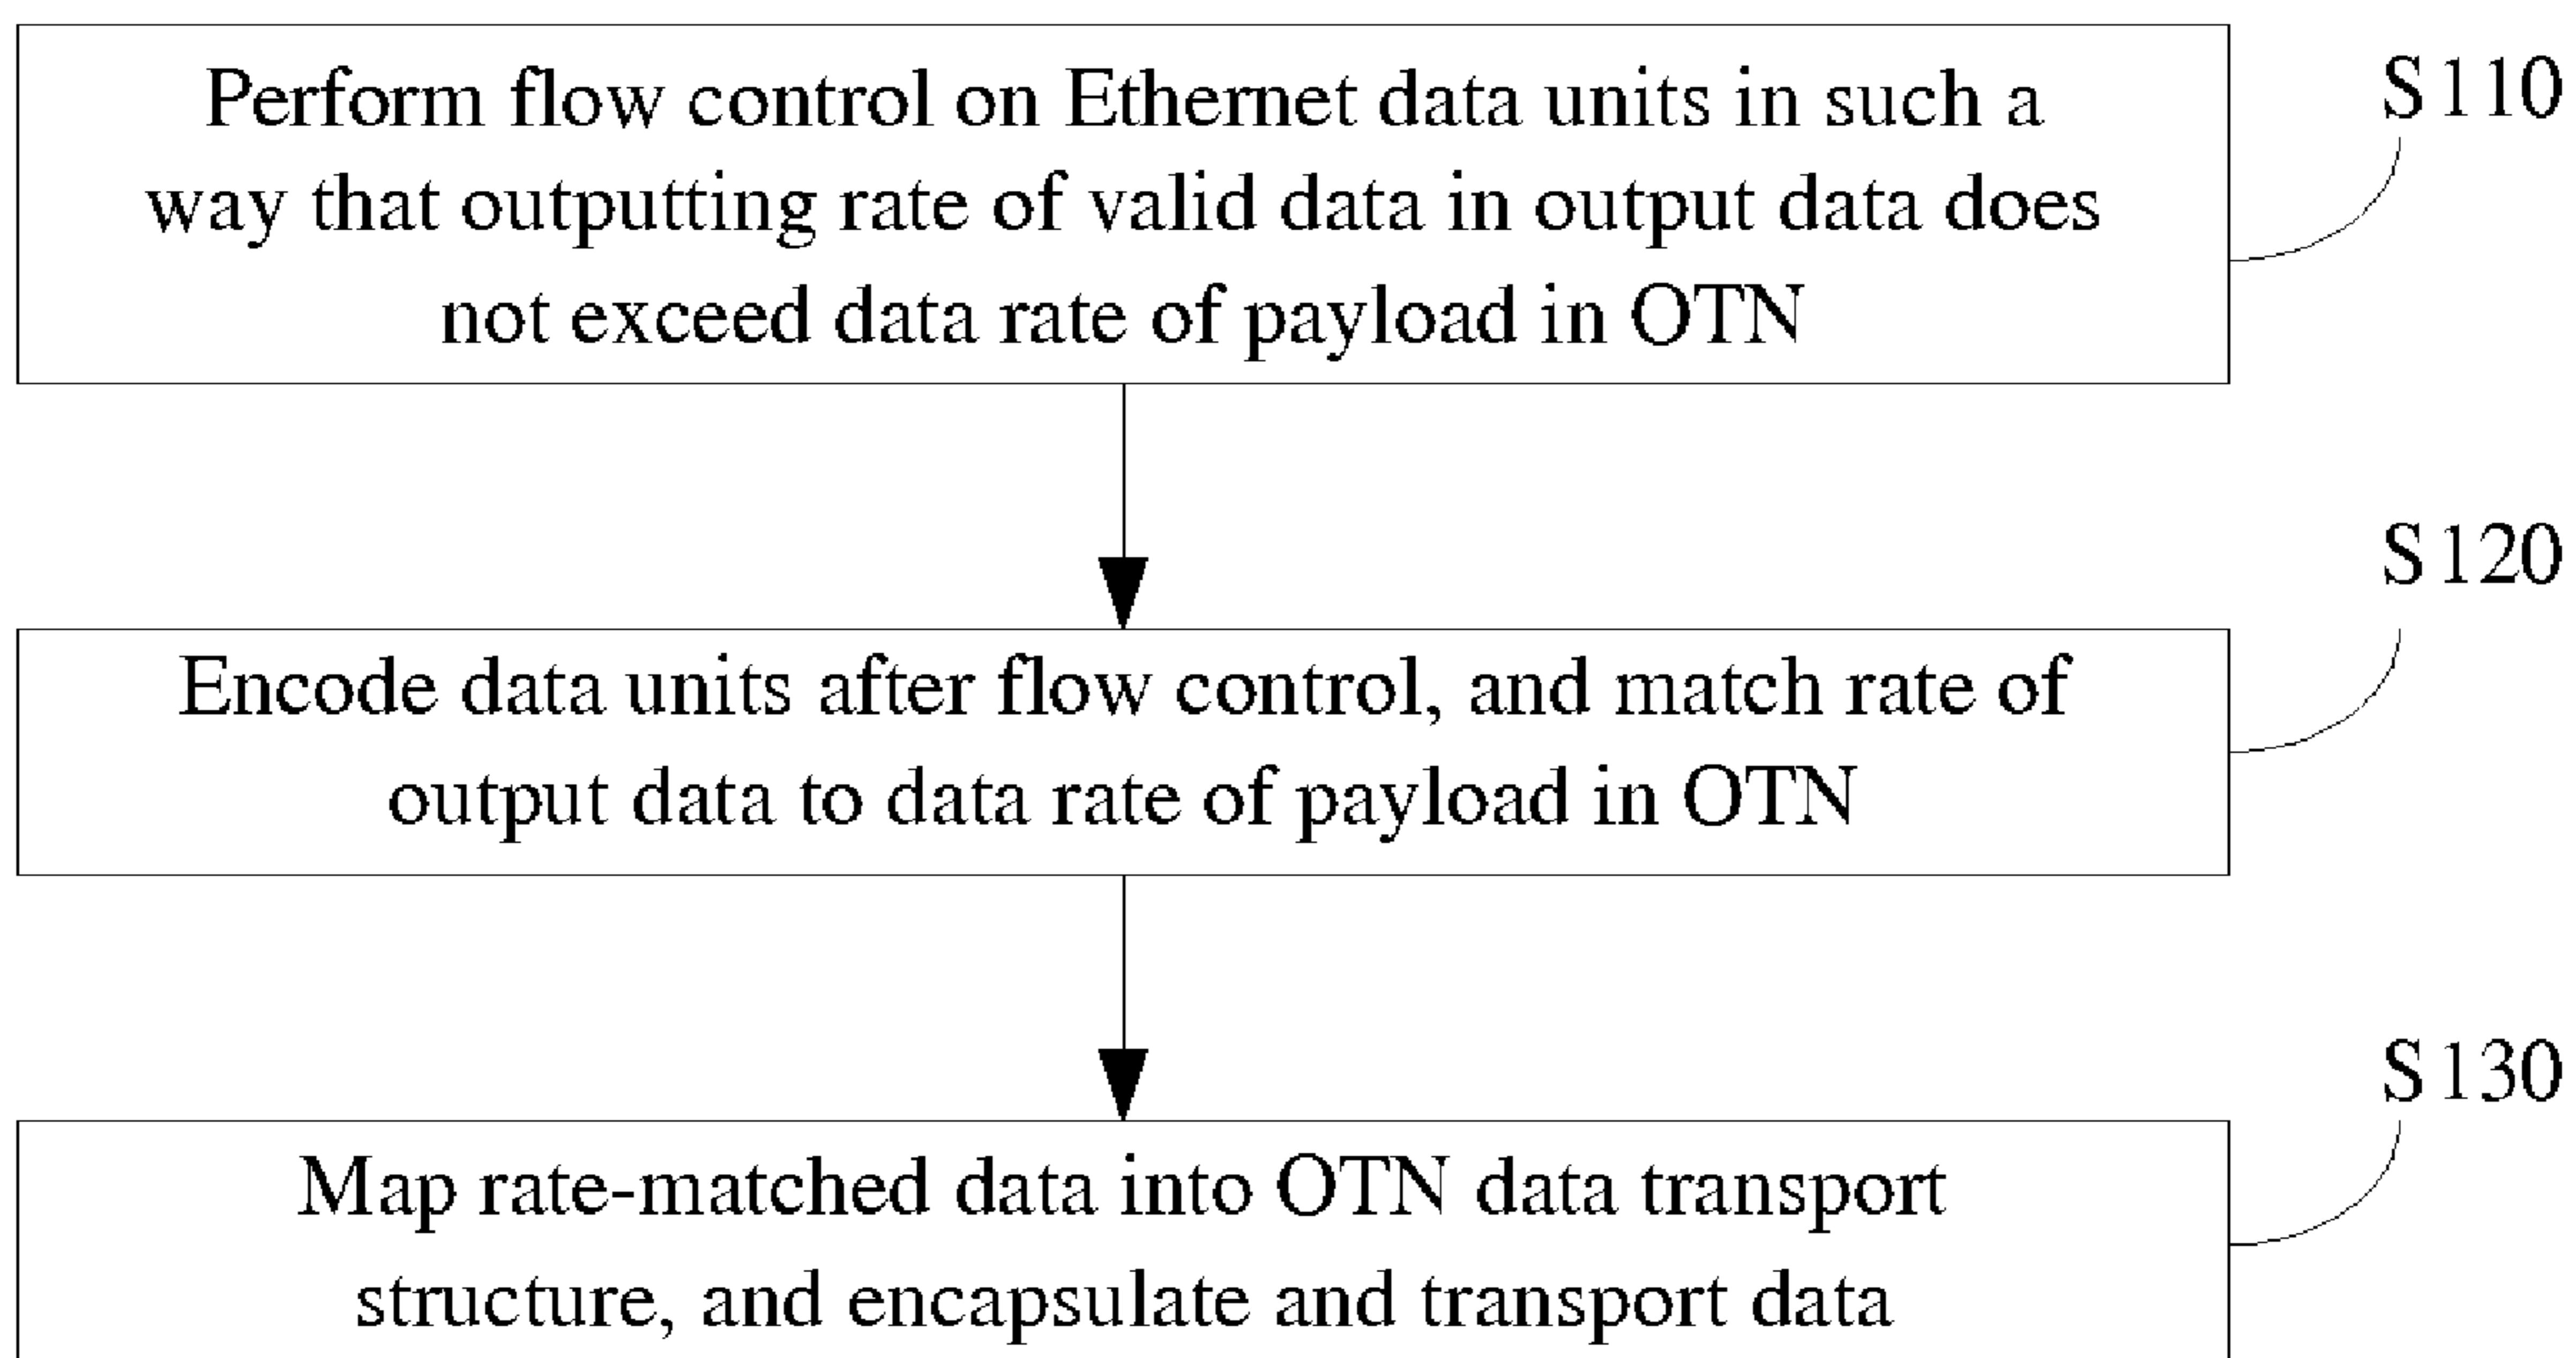 Perform flow control on Ethernet data units in such a
way that outputting rate of valid data in output data does
not exceed data rate of payload in OTN
S110
Encode data units after flow control, and match rate of
output data to data rate of payload in OTN
S120
Map rate-matched data into OTN data transport
structure, and encapsulate and transport data
S130